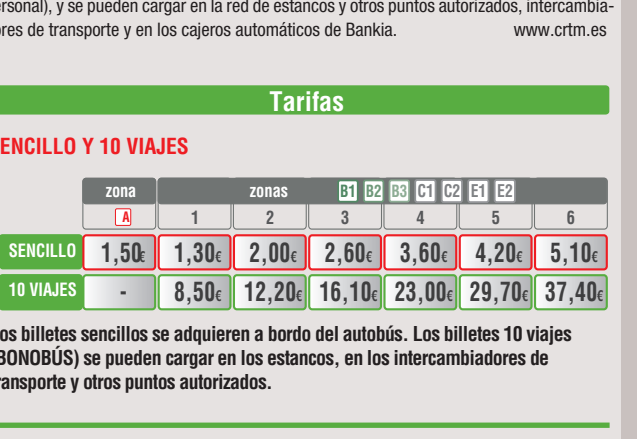 ersonal), y se pueden cargar en la red de estancos y otros puntos autorizados, intercambia-
ores de transporte y en los cajeros automáticos de Bankia. www.crtm.es
Tarifas
ENCILLO Y 10 VIAJES
zona zonas B1 B2 B3 C1 C2 E1 E2
A 1 2 3 4 5 6
SENCILLO 1,50€ 1,30€ 2,00€ 2,60€ 3,60€ 4,20€ 5,10€
10 VIAJES - 8,50€ 12,20€ 16,10€ 23,00€ 29,70€ 37,40€
os billetes sencillos se adquieren a bordo del autobús. Los billetes 10 viajes
BONOBÚS) se pueden cargar en los estancos, en los intercambiadores de
ransporte y otros puntos autorizados.